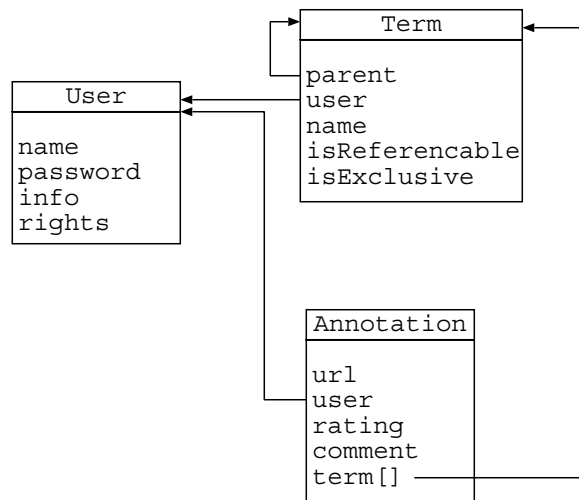 Term
parent
user
name
isReferencable
isExclusive
User
name
password
info
rights
Annotation
url
user
rating
comment
term[]